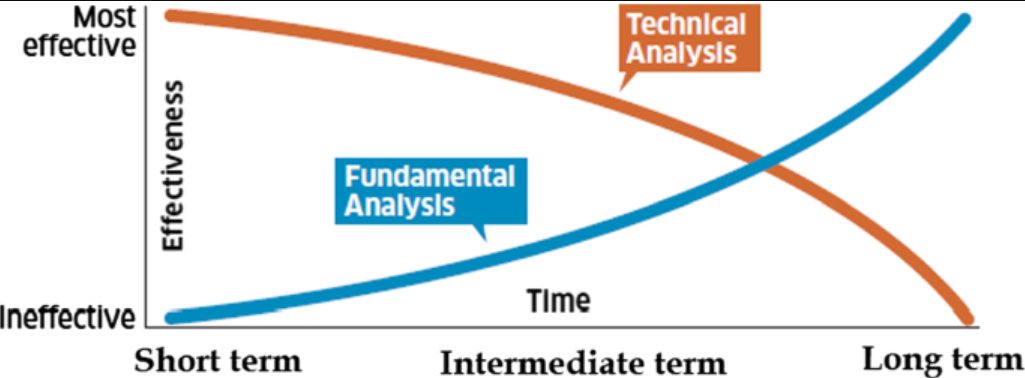 Most
effective
Technical
Analysis
Effectiveness
Fundamental
Analysis
Time
Ineffective
Short term
Intermediate term
Long term